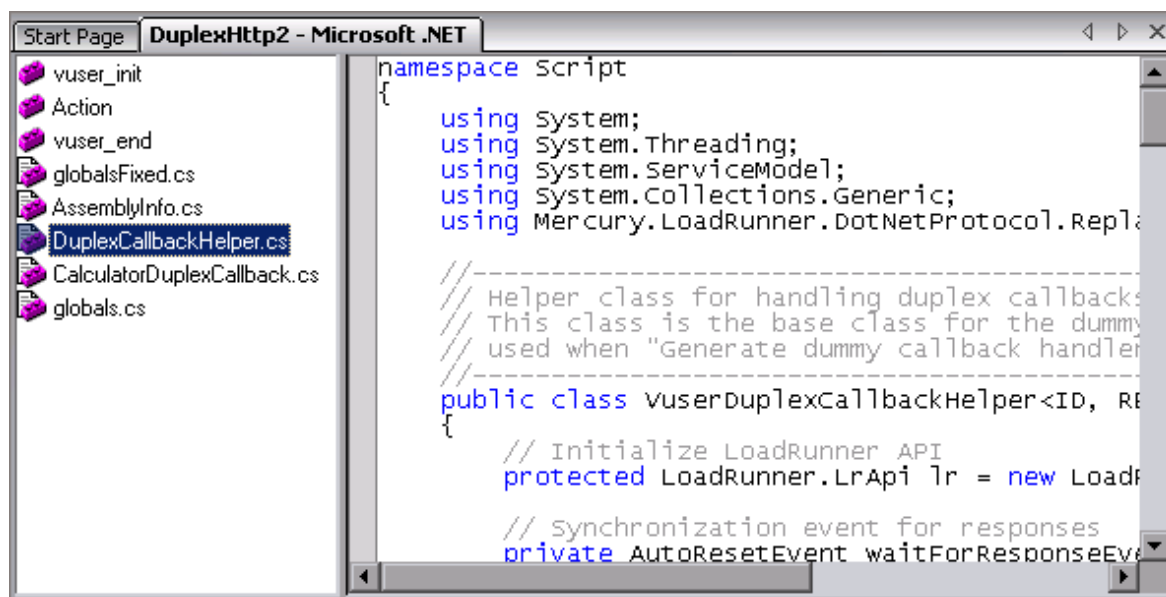 Start Page
DuplexHttp2 - Microsoft .NET
vuser_init
Action
vuser_end
globalsFixed.cs
AssemblyInfo.cs
DuplexCallbackHelper.cs
CalculatorDuplexCallback.cs
globals.cs
namespace Script
{
using System;
using System.Threading;
using System.ServiceModel;
using System.Collections.Generic;
using Mercury.LoadRunner.DotNetProtocol.Repla
//-------------------------------------------
// Helper class for handling duplex callbacks
// This class is the base class for the dummy
// used when "Generate dummy callback handler
//-------------------------------------------
public class VuserDuplexCallbackHelper<ID, RE
{
// Initialize LoadRunner API
protected LoadRunner.LrApi lr = new LoadR
// Synchronization event for responses
private AutoResetEvent waitForResponseEve